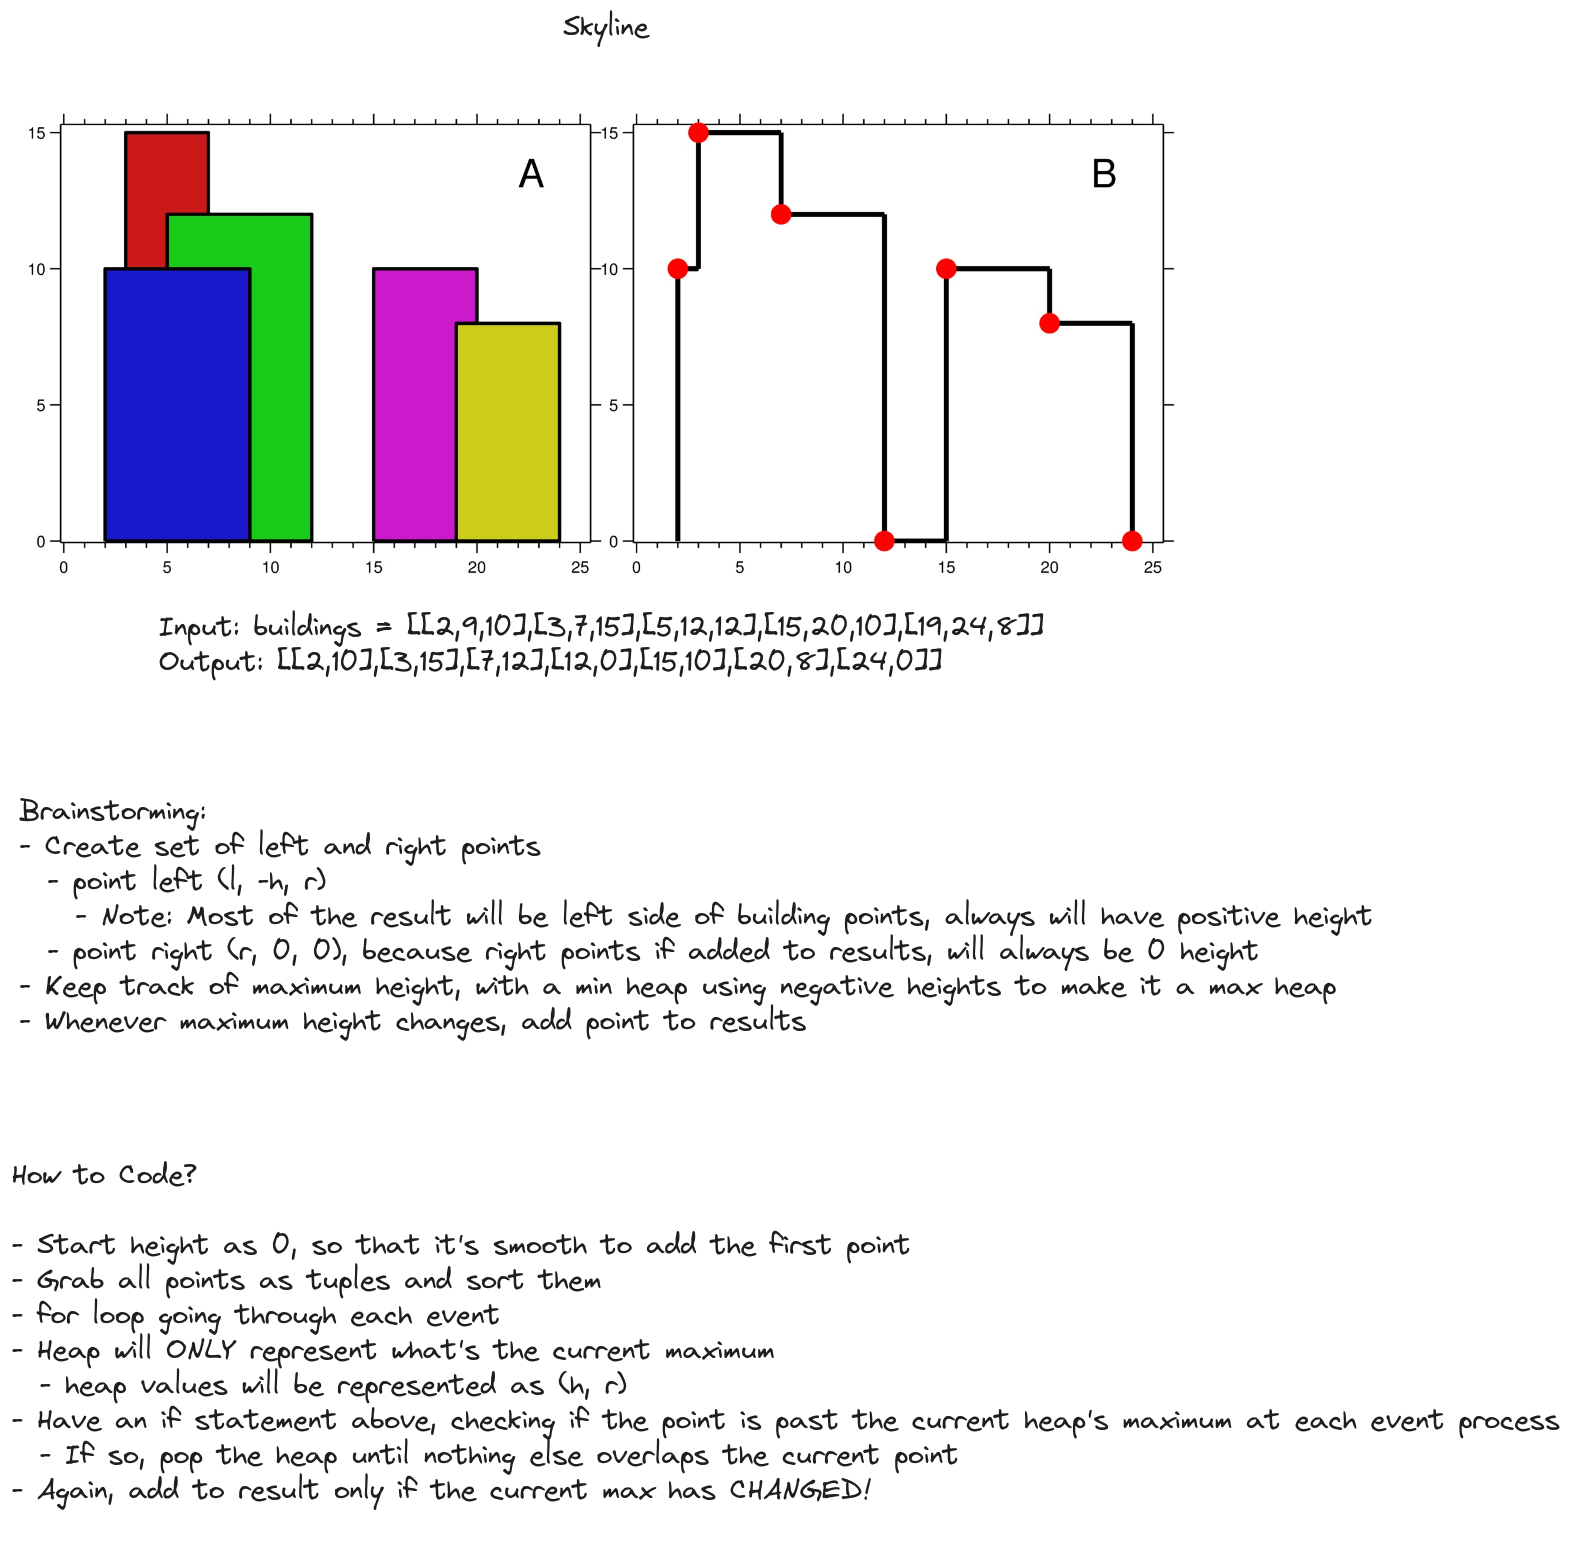 Skyline
A
B
15
10
5
0
0 5 10 15 20 25
15
10
5
0
0 5 10 15 20 25
Input: buildings = [[2,9,10],[3,7,15],[5,12,12],[15,20,10],[19,24,8]]
Output: [[2,10],[3,15],[7,12],[12,0],[15,10],[20,8],[24,0]]
Brainstorming:
- Create set of left and right points
- point left (l, -h, r)
- Note: Most of the result will be left side of building points, always will have positive height
- point right (r, 0, 0), because right points if added to results, will always be 0 height
- Keep track of maximum height, with a min heap using negative heights to make it a max heap
- Whenever maximum height changes, add point to results
How to Code?
- Start height as 0, so that it's smooth to add the first point
- Grab all points as tuples and sort them
- for loop going through each event
- Heap will ONLY represent what's the current maximum
- heap values will be represented as (h, r)
- Have an if statement above, checking if the point is past the current heap's maximum at each event process
- If so, pop the heap until nothing else overlaps the current point
- Again, add to result only if the current max has CHANGED!